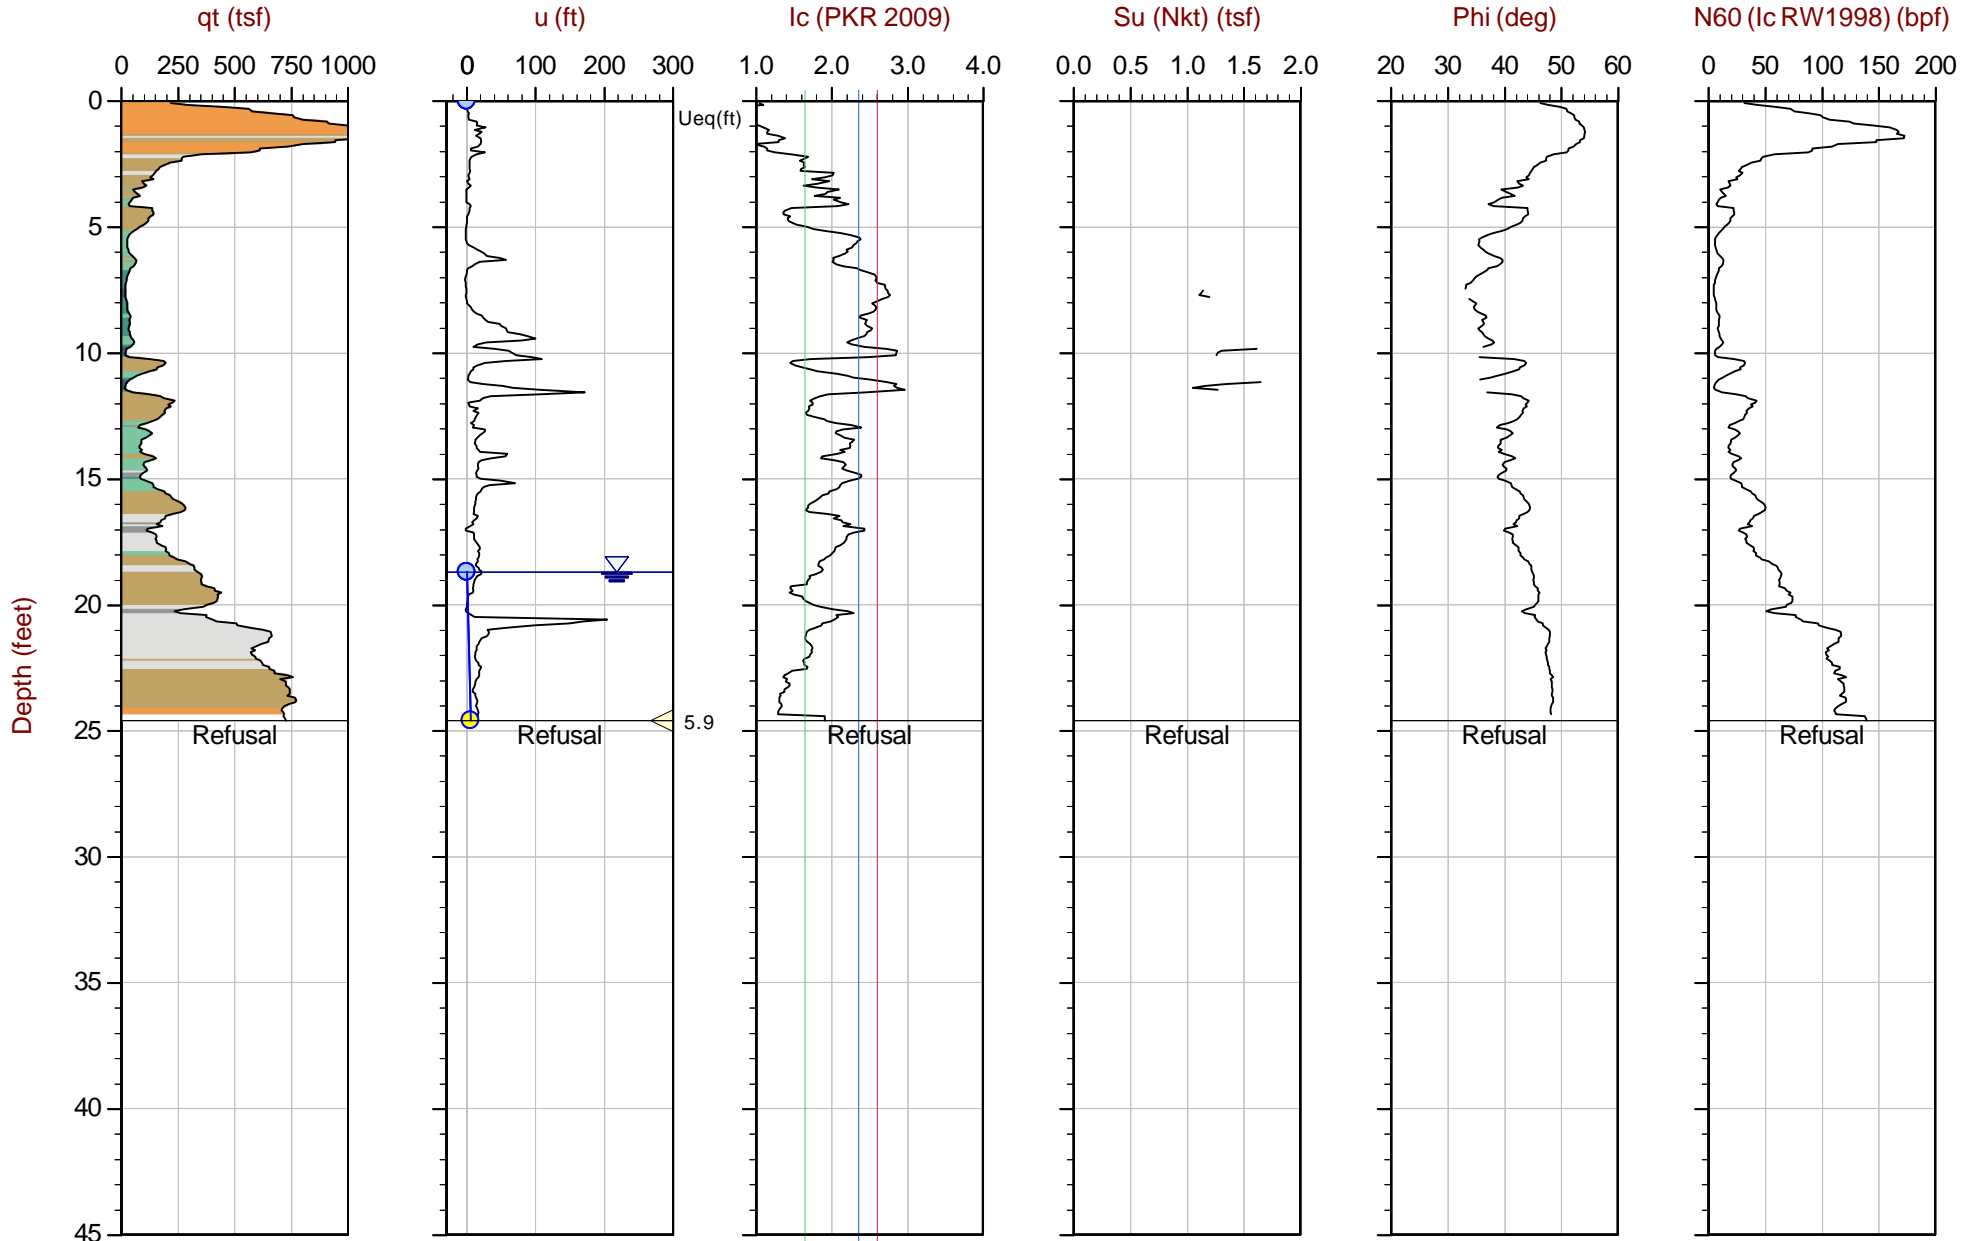 qt (tsf) u (ft) Ic (PKR 2009) Su (Nkt) (tsf) Phi (deg) N60 (Ic RW1998) (bpf)
0 250 500 750 1000 0 100 200 300 1.0 2.0 3.0 4.0 0.0 0.5 1.0 1.5 2.0 20 30 40 50 60 0 50 100 150 200
0
Ueq(ft)
5
10
15
20
5.9
25
Refusal Refusal Refusal Refusal Refusal Refusal
30
35
40
45
Depth (feet)